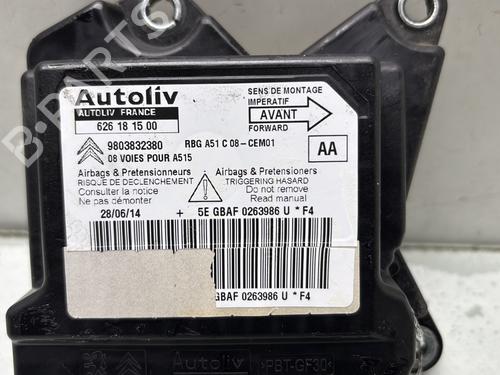 Autoliv
AUTOLIV FRANCE
626 18 15 00
SENS DE MONTAGE
IMPERATIF
AVANT
FORWARD
9803832380
RBG A51 C 08-CEM01
08 VOIES POUR A515
AA
Airbags & Pretensionneurs
RISQUE DE DECLENCHEMENT
Consulter la notice
Ne pas démonter
Airbags & Pretensioners
TRIGGERING HASARD
Do not remove
Read manual
28/06/14 + 5E GBAF 0263986 U * F4
GBAF 0263986 U * F4
Autoliv
>PBT-GF30<
B-PARTS